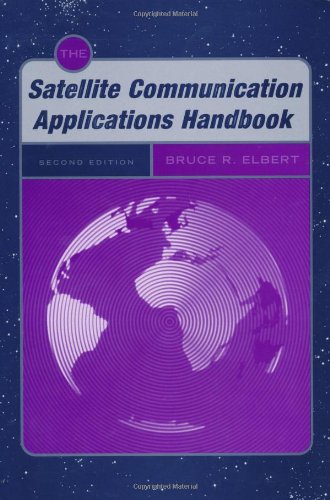 THE
Satellite Communication
Applications Handbook
SECOND EDITION
BRUCE R. ELBERT